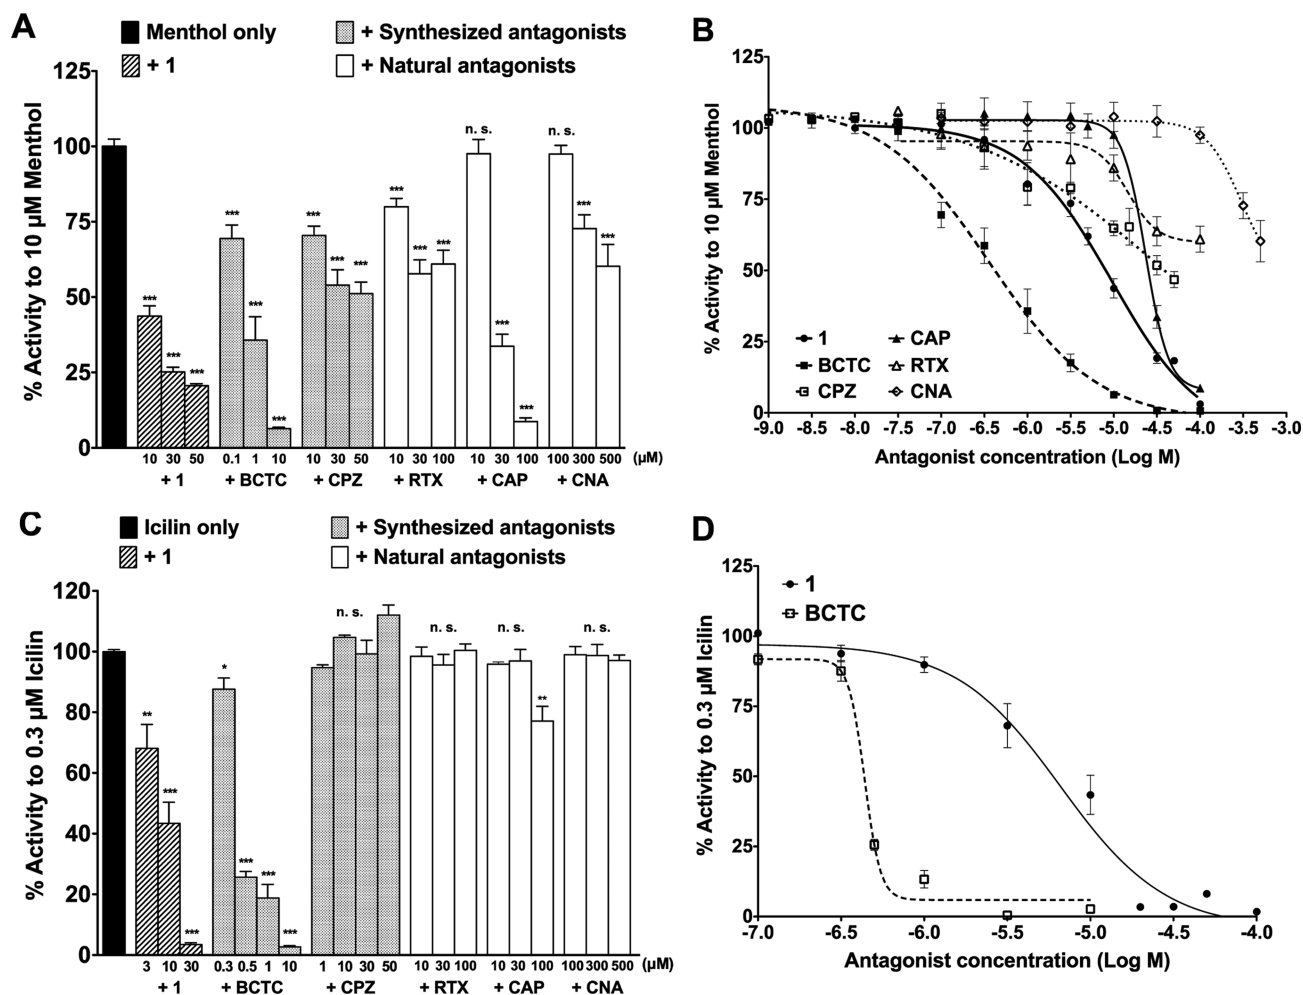 A
Menthol only
+ 1
+ Synthesized antagonists
+ Natural antagonists
% Activity to 10 µM Menthol
125
100
75
50
25
0
***
***
***
***
***
***
***
***
***
***
***
***
n. s.
***
***
n. s.
***
***
10 30 50 0.1 1 10 10 30 50 10 30 100 10 30 100 100 300 500 (µM)
+ 1 + BCTC + CPZ + RTX + CAP + CNA
B
% Activity to 10 µM Menthol
125
100
75
50
25
0
1
BCTC
CPZ
CAP
RTX
CNA
-9.0 -8.5 -8.0 -7.5 -7.0 -6.5 -6.0 -5.5 -5.0 -4.5 -4.0 -3.5 -3.0
Antagonist concentration (Log M)
C
Icilin only
+ 1
+ Synthesized antagonists
+ Natural antagonists
% Activity to 0.3 µM Icilin
120
100
80
60
40
20
0
**
***
***
*
***
***
***
n. s.
n. s.
n. s.
**
n. s.
3 10 30 0.3 0.5 1 10 1 10 30 50 10 30 100 10 30 100 100 300 500 (µM)
+ 1 + BCTC + CPZ + RTX + CAP + CNA
D
1
BCTC
% Activity to 0.3 µM Icilin
125
100
75
50
25
0
-7.0 -6.5 -6.0 -5.5 -5.0 -4.5 -4.0
Antagonist concentration (Log M)